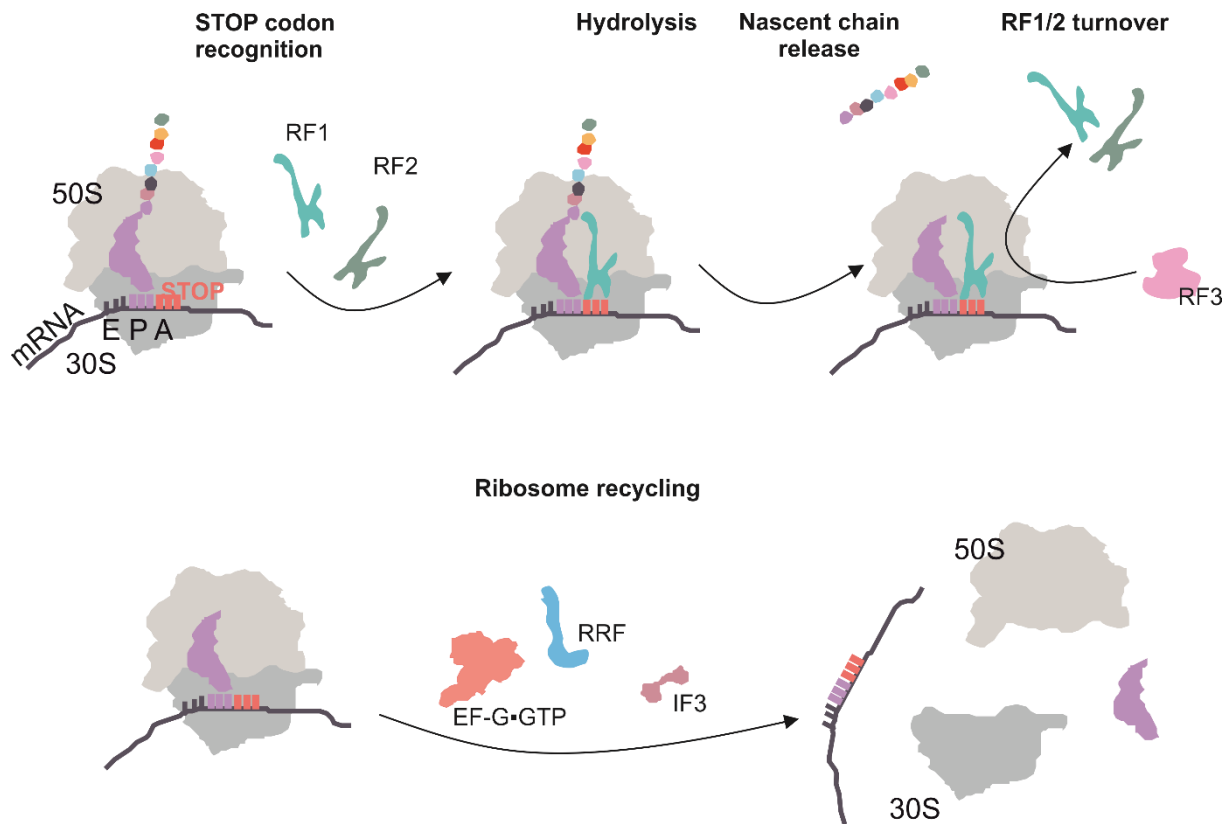 STOP codon
recognition
Hydrolysis
Nascent chain
release
RF1/2 turnover
RF1
RF2
50S
STOP
mRNA
E P A
30S
RF3
Ribosome recycling
50S
RRF
IF3
EF-G▪GTP
30S